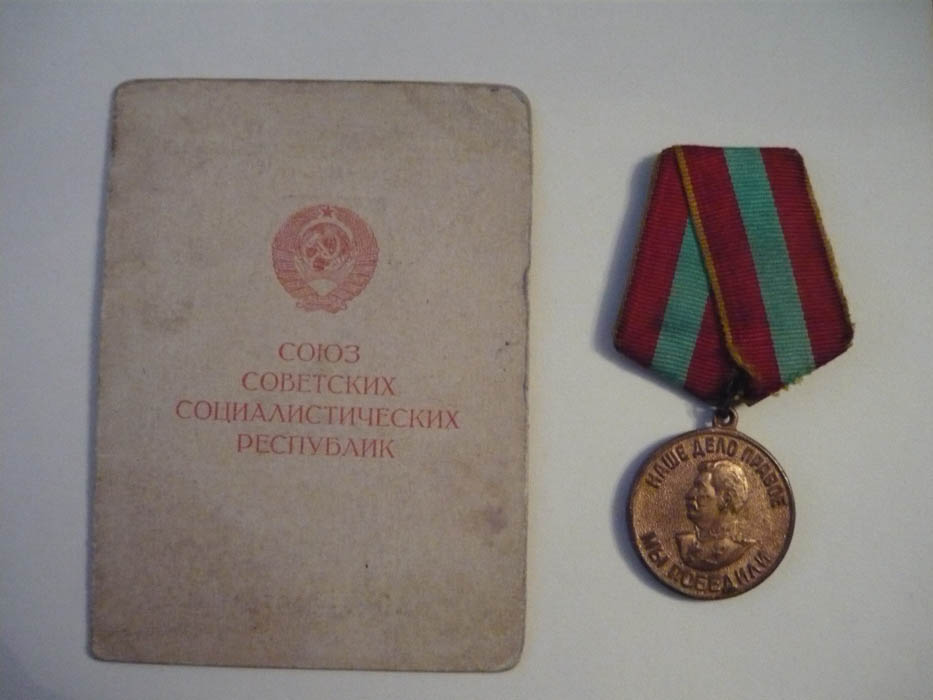 СОЮЗ
СОВЕТСКИХ
СОЦИАЛИСТИЧЕСКИХ
РЕСПУБЛИК
НАШЕ ДЕЛО ПРАВОЕ
МЫ ПОБЕДИЛИ